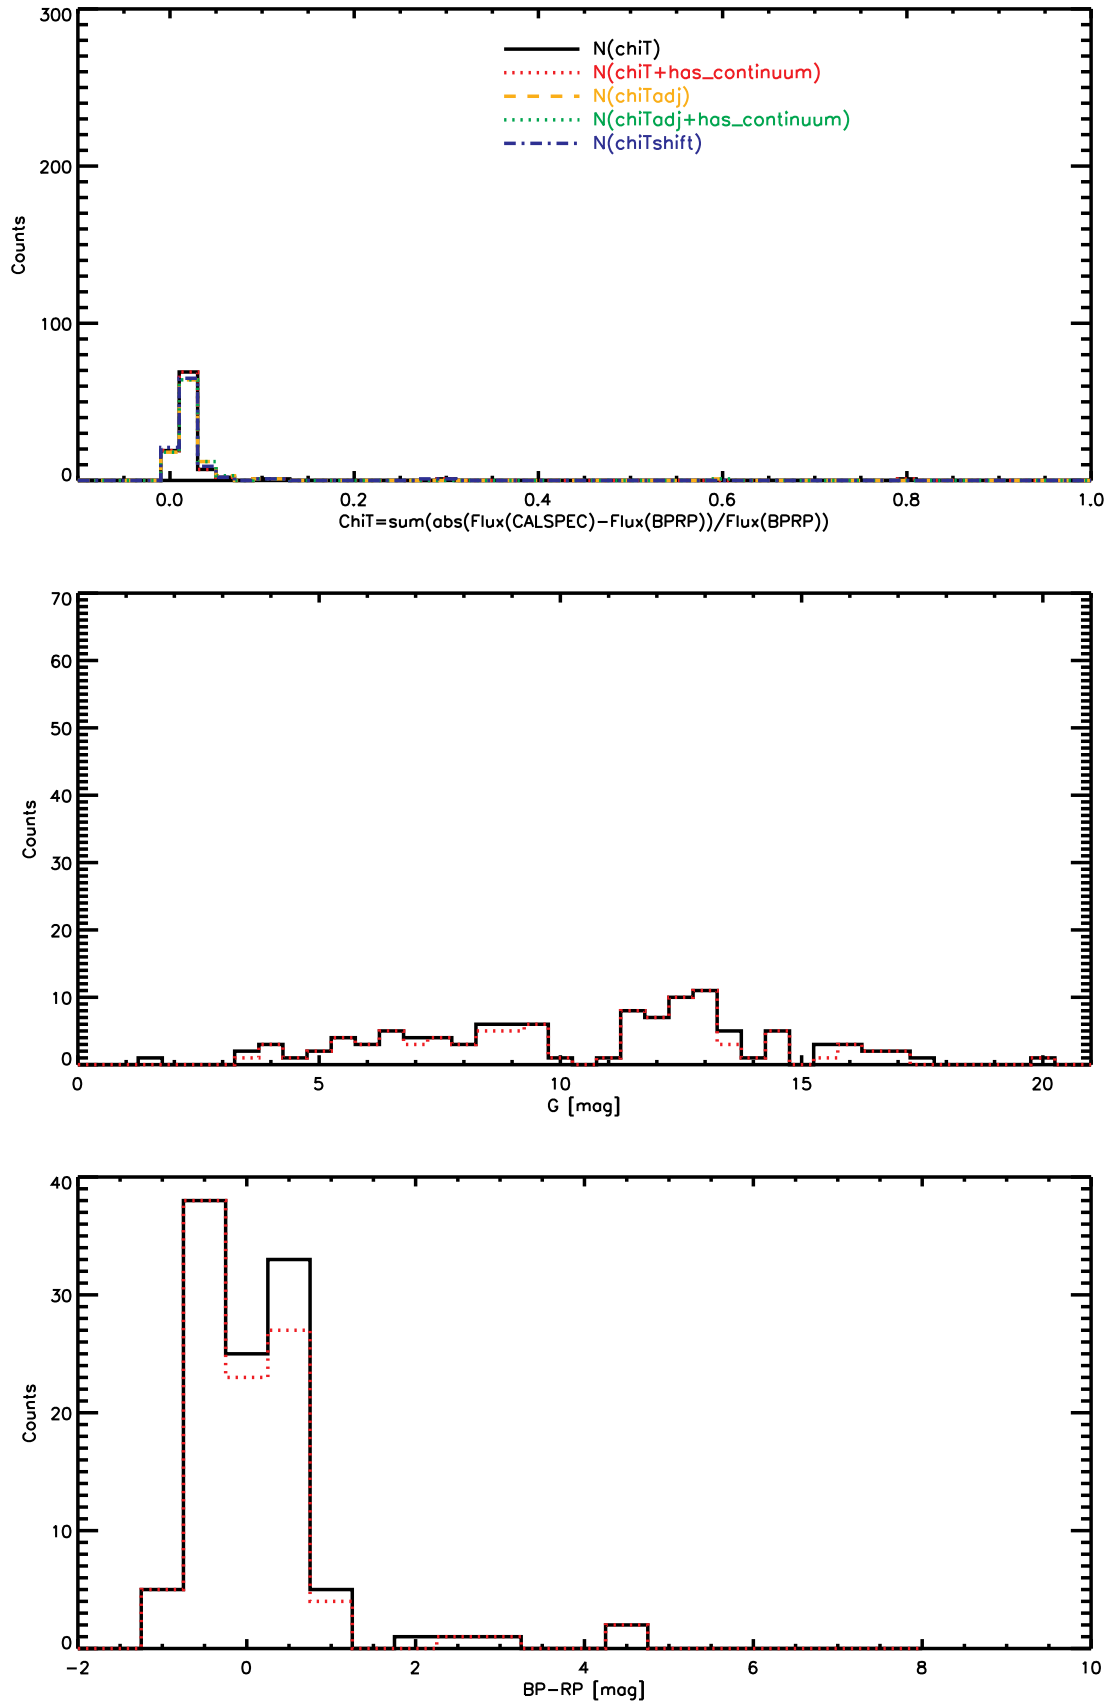 300
200
100
0
Counts
N(chiT)
N(chiT+has_continuum)
N(chiTadj)
N(chiTadj+has_continuum)
N(chiTshift)
0.0 0.2 0.4 0.6 0.8 1.0
ChiT=sum(abs(Flux(CALSPEC)-Flux(BPRP))/Flux(BPRP))
70
60
50
40
30
20
10
0
Counts
0 5 10 15 20
G [mag]
40
30
20
10
0
Counts
-2 0 2 4 6 8 10
BP-RP [mag]